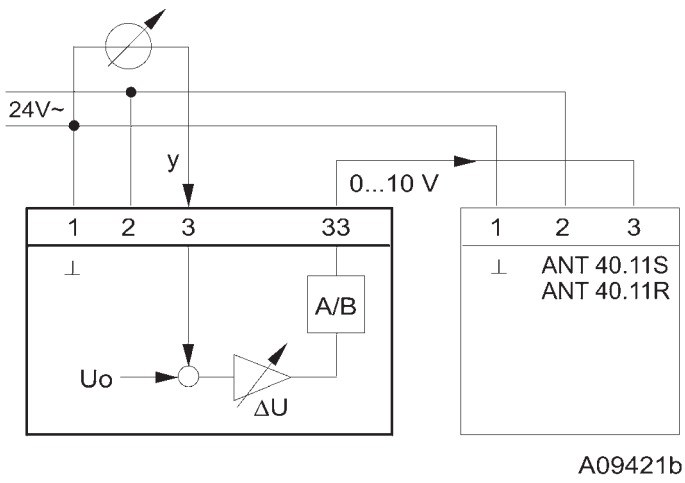 24V~
y
0...10 V
1 2 3 33
1 2 3
⊥
⊥ ANT 40.11S
ANT 40.11R
A/B
Uo
ΔU
A09421b